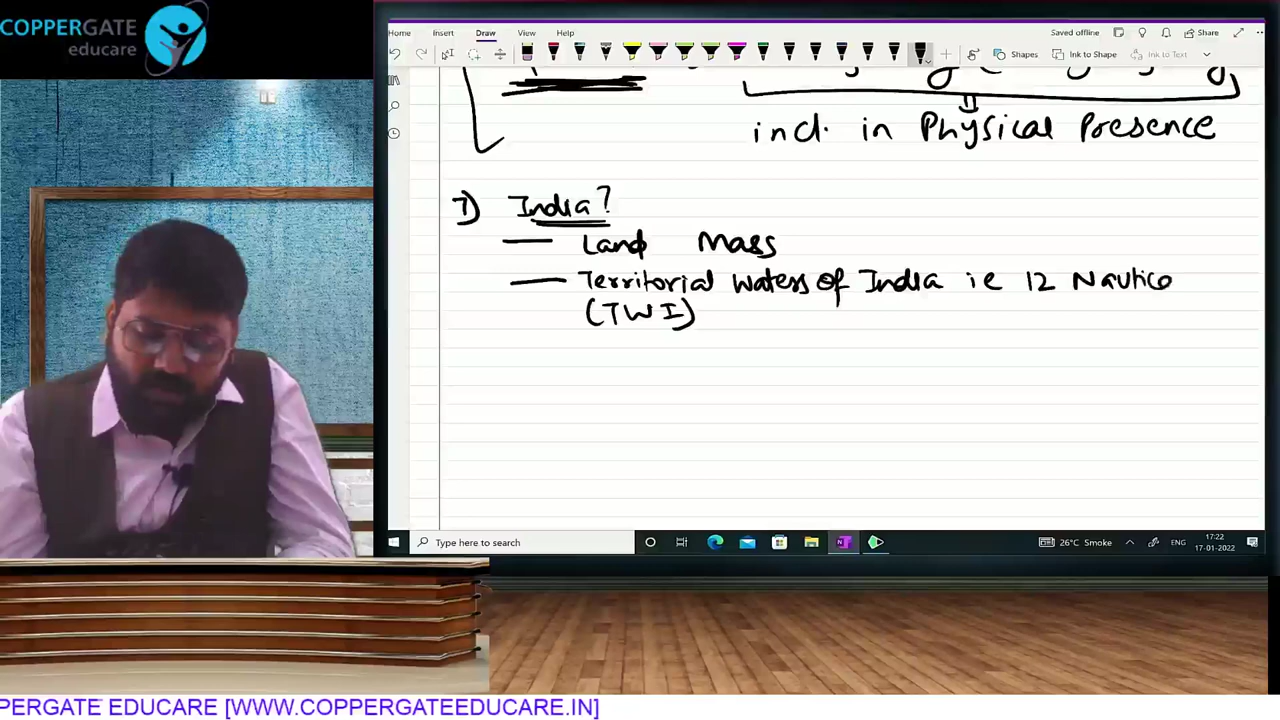 COPPERGATE
educare
Home Insert Draw View Help
Saved offline
Share
Shapes
Ink to Shape
Ink to Text
incl. in Physical Presence
7) India?
— Land Mass
— Territorial Waters of India ie 12 Nautica
(TWI)
Type here to search
26°C Smoke
ENG
17:22
17-01-2022
PERGATE EDUCARE [WWW.COPPERGATEEDUCARE.IN]